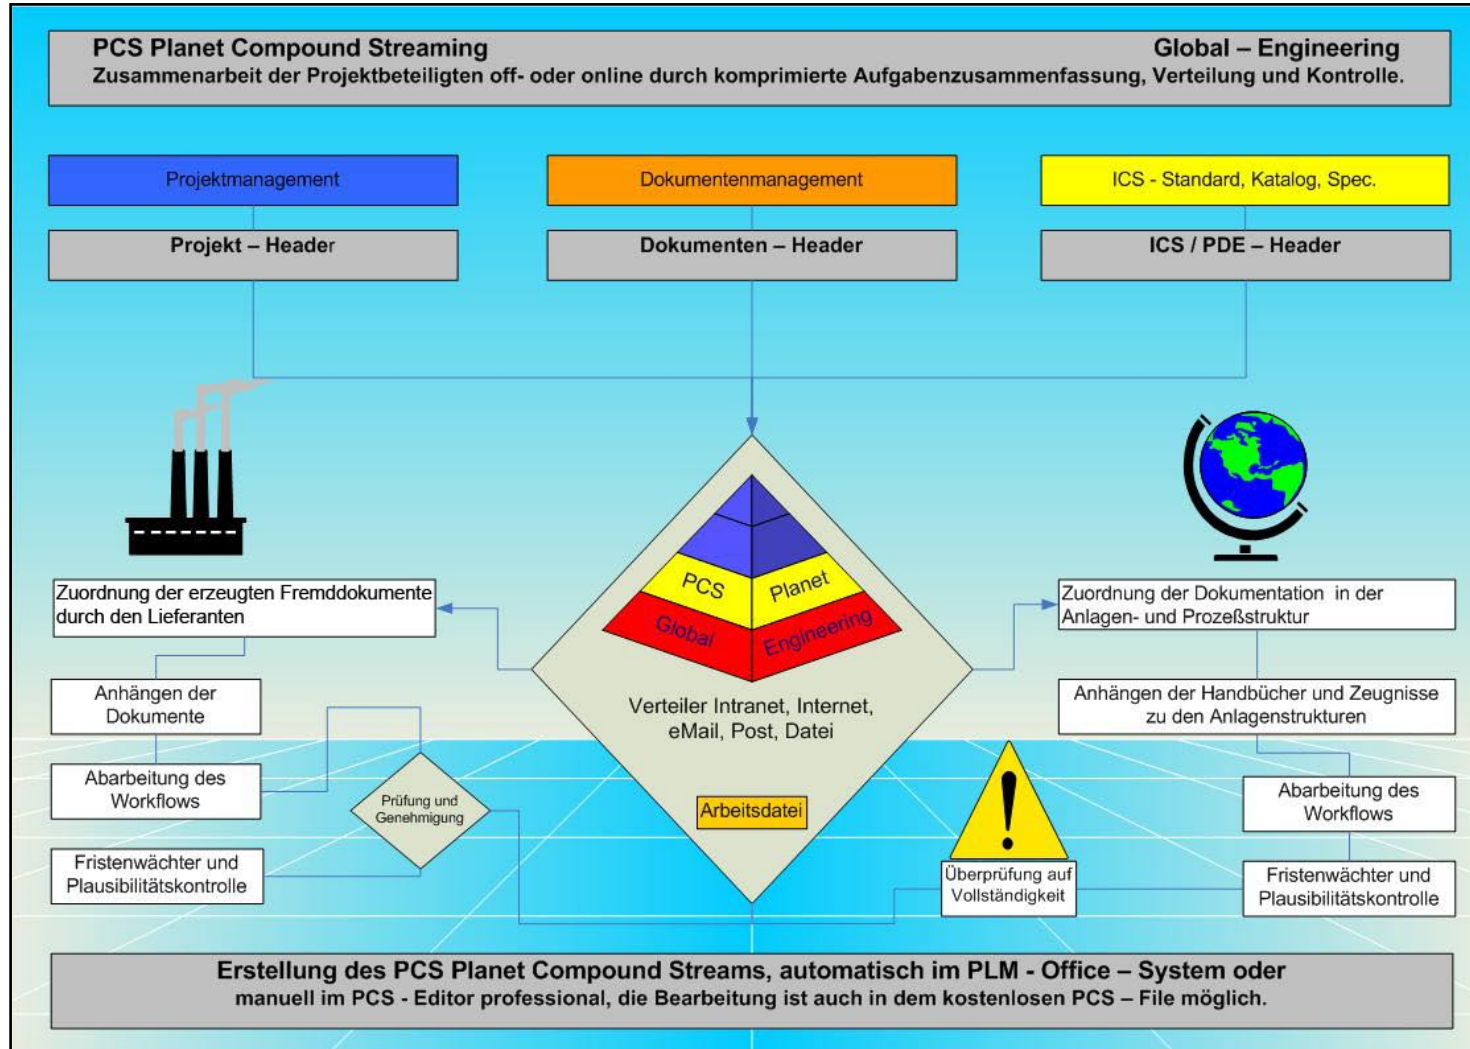 PCS Planet Compound Streaming
Global – Engineering
Zusammenarbeit der Projektbeteiligten off- oder online durch komprimierte Aufgabenzusammenfassung, Verteilung und Kontrolle.
Projektmanagement
Dokumentenmanagement
ICS - Standard, Katalog, Spec.
Projekt – Header
Dokumenten – Header
ICS / PDE – Header
PCS
Planet
Global
Engineering
Verteiler Intranet, Internet,
eMail, Post, Datei
Arbeitsdatei
Zuordnung der erzeugten Fremddokumente
durch den Lieferanten
Anhängen der
Dokumente
Abarbeitung des
Workflows
Prüfung und
Genehmigung
Fristenwächter und
Plausibilitätskontrolle
Zuordnung der Dokumentation in der
Anlagen- und Prozeßstruktur
Anhängen der Handbücher und Zeugnisse
zu den Anlagenstrukturen
Abarbeitung des
Workflows
!
Überprüfung auf
Vollständigkeit
Fristenwächter und
Plausibilitätskontrolle
Erstellung des PCS Planet Compound Streams, automatisch im PLM - Office – System oder
manuell im PCS - Editor professional, die Bearbeitung ist auch in dem kostenlosen PCS – File möglich.